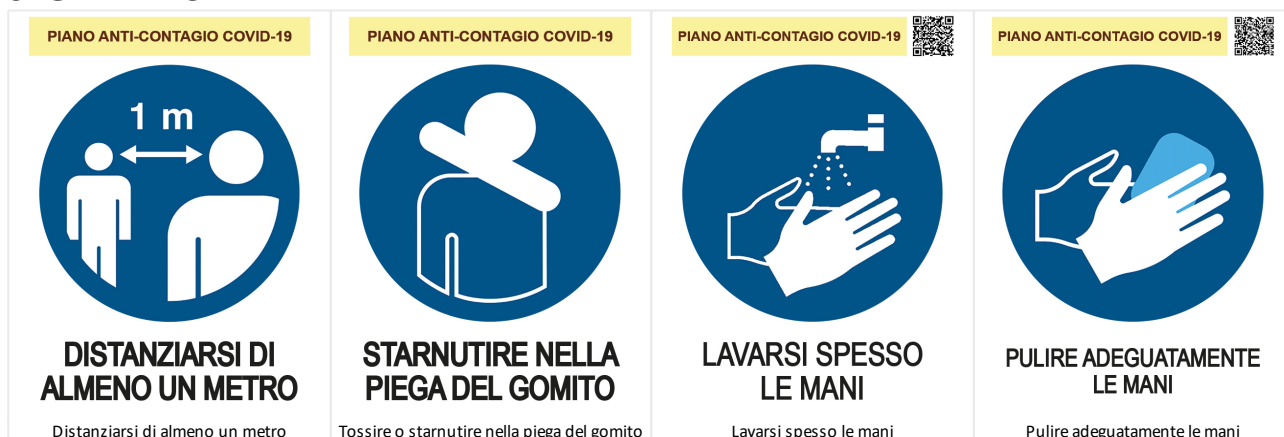 PIANO ANTI-CONTAGIO COVID-19
1 m
DISTANZIARSI DI
ALMENO UN METRO
Distanziarsi di almeno un metro
PIANO ANTI-CONTAGIO COVID-19
STARNUTIRE NELLA
PIEGA DEL GOMITO
Tossire o starnutire nella piega del gomito
PIANO ANTI-CONTAGIO COVID-19
LAVARSI SPESSO
LE MANI
Lavarsi spesso le mani
PIANO ANTI-CONTAGIO COVID-19
PULIRE ADEGUATAMENTE
LE MANI
Pulire adeguatamente le mani